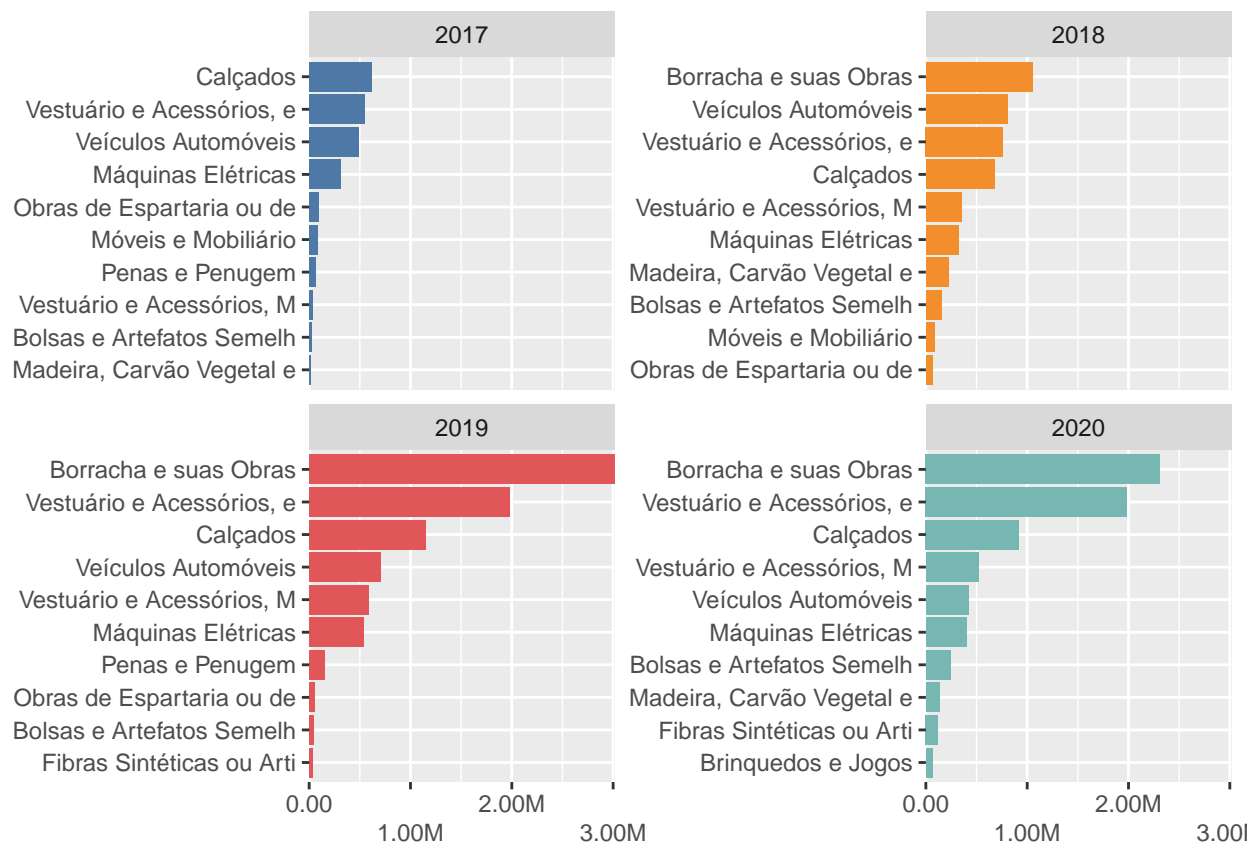 2017
Calçados
Vestuário e Acessórios, e
Veículos Automóveis
Máquinas Elétricas
Obras de Espartaria ou de
Móveis e Mobiliário
Penas e Penugem
Vestuário e Acessórios, M
Bolsas e Artefatos Semelh
Madeira, Carvão Vegetal e
2018
Borracha e suas Obras
Veículos Automóveis
Vestuário e Acessórios, e
Calçados
Vestuário e Acessórios, M
Máquinas Elétricas
Madeira, Carvão Vegetal e
Bolsas e Artefatos Semelh
Móveis e Mobiliário
Obras de Espartaria ou de
2019
Borracha e suas Obras
Vestuário e Acessórios, e
Calçados
Veículos Automóveis
Vestuário e Acessórios, M
Máquinas Elétricas
Penas e Penugem
Obras de Espartaria ou de
Bolsas e Artefatos Semelh
Fibras Sintéticas ou Arti
0.00 2.00M
1.00M 3.00M
2020
Borracha e suas Obras
Vestuário e Acessórios, e
Calçados
Vestuário e Acessórios, M
Veículos Automóveis
Máquinas Elétricas
Bolsas e Artefatos Semelh
Madeira, Carvão Vegetal e
Fibras Sintéticas ou Arti
Brinquedos e Jogos
0.00 2.00M
1.00M 3.00